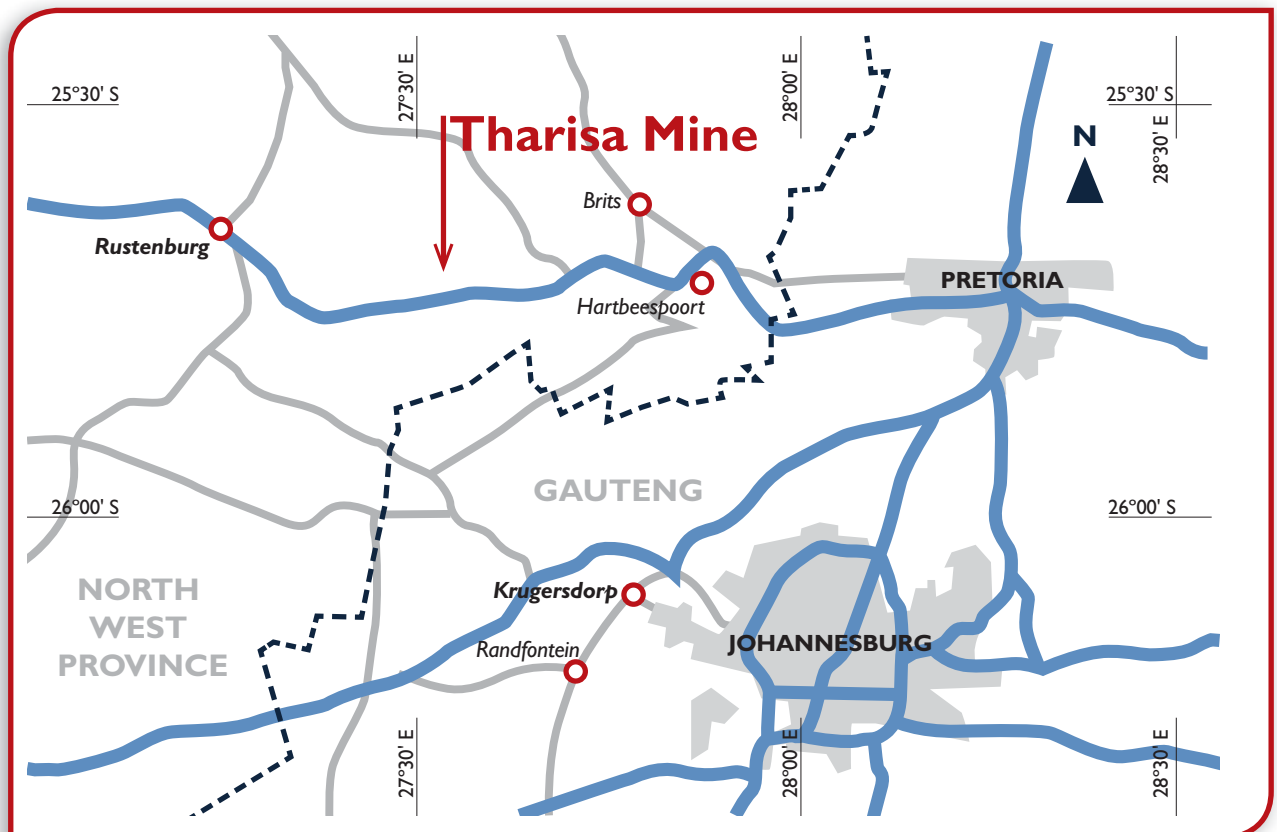 25°30' S
27°30' E
28°00' E
25°30' S
28°30' E
Tharisa Mine
N
Brits
Rustenburg
Hartbeespoort
PRETORIA
GAUTENG
26°00' S
26°00' S
NORTH
WEST
PROVINCE
Krugersdorp
Randfontein
JOHANNESBURG
27°30' E
28°00' E
28°30' E